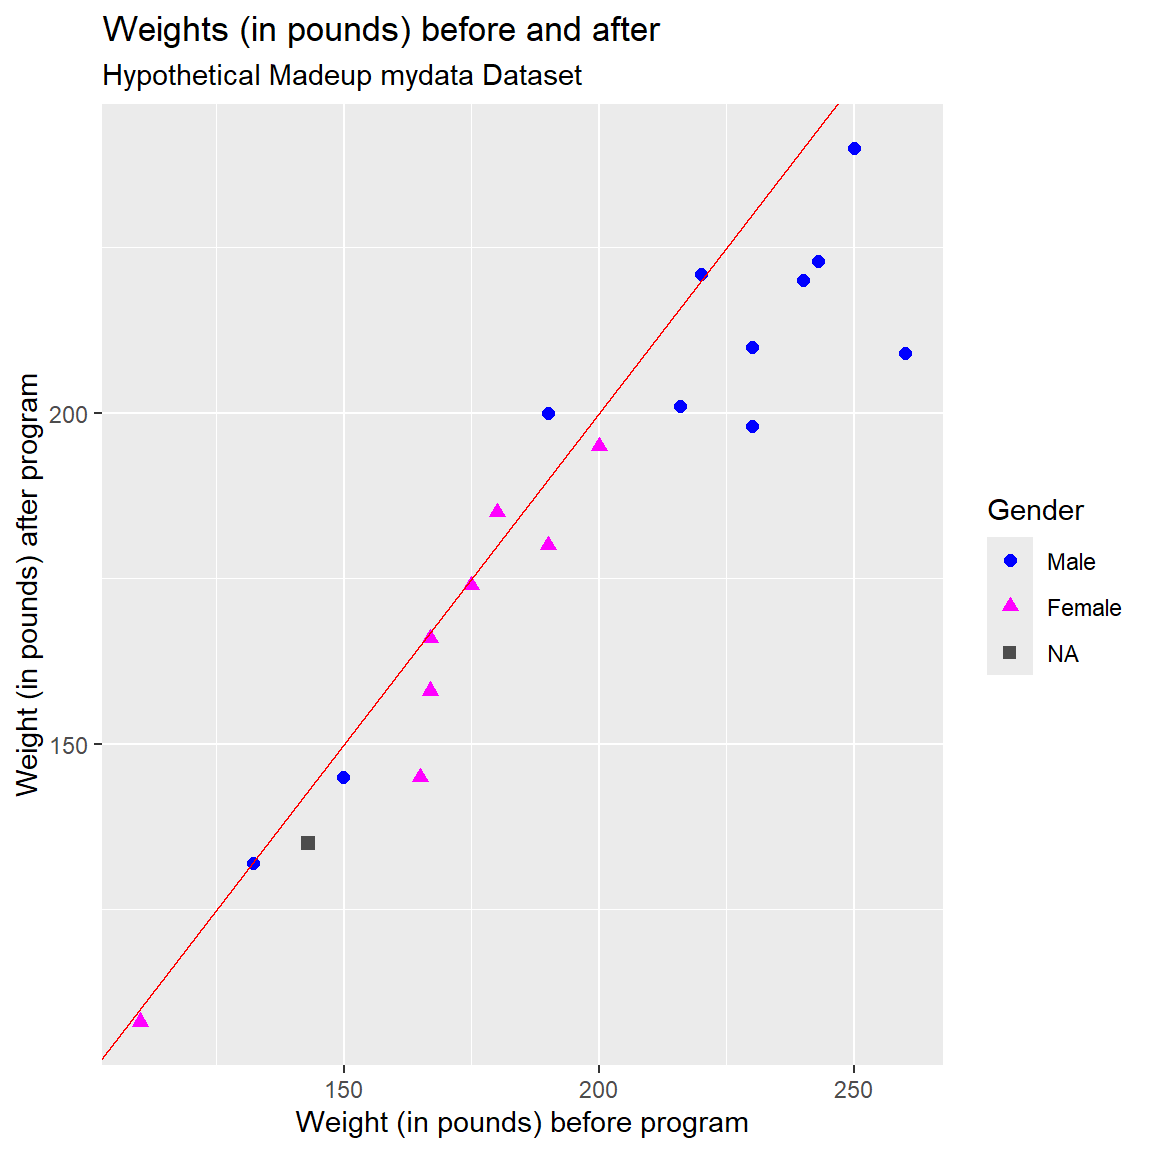 Weights (in pounds) before and after
Hypothetical Madeup mydata Dataset
Weight (in pounds) after program
200
150
150
200
250
Weight (in pounds) before program
Gender
Male
Female
NA